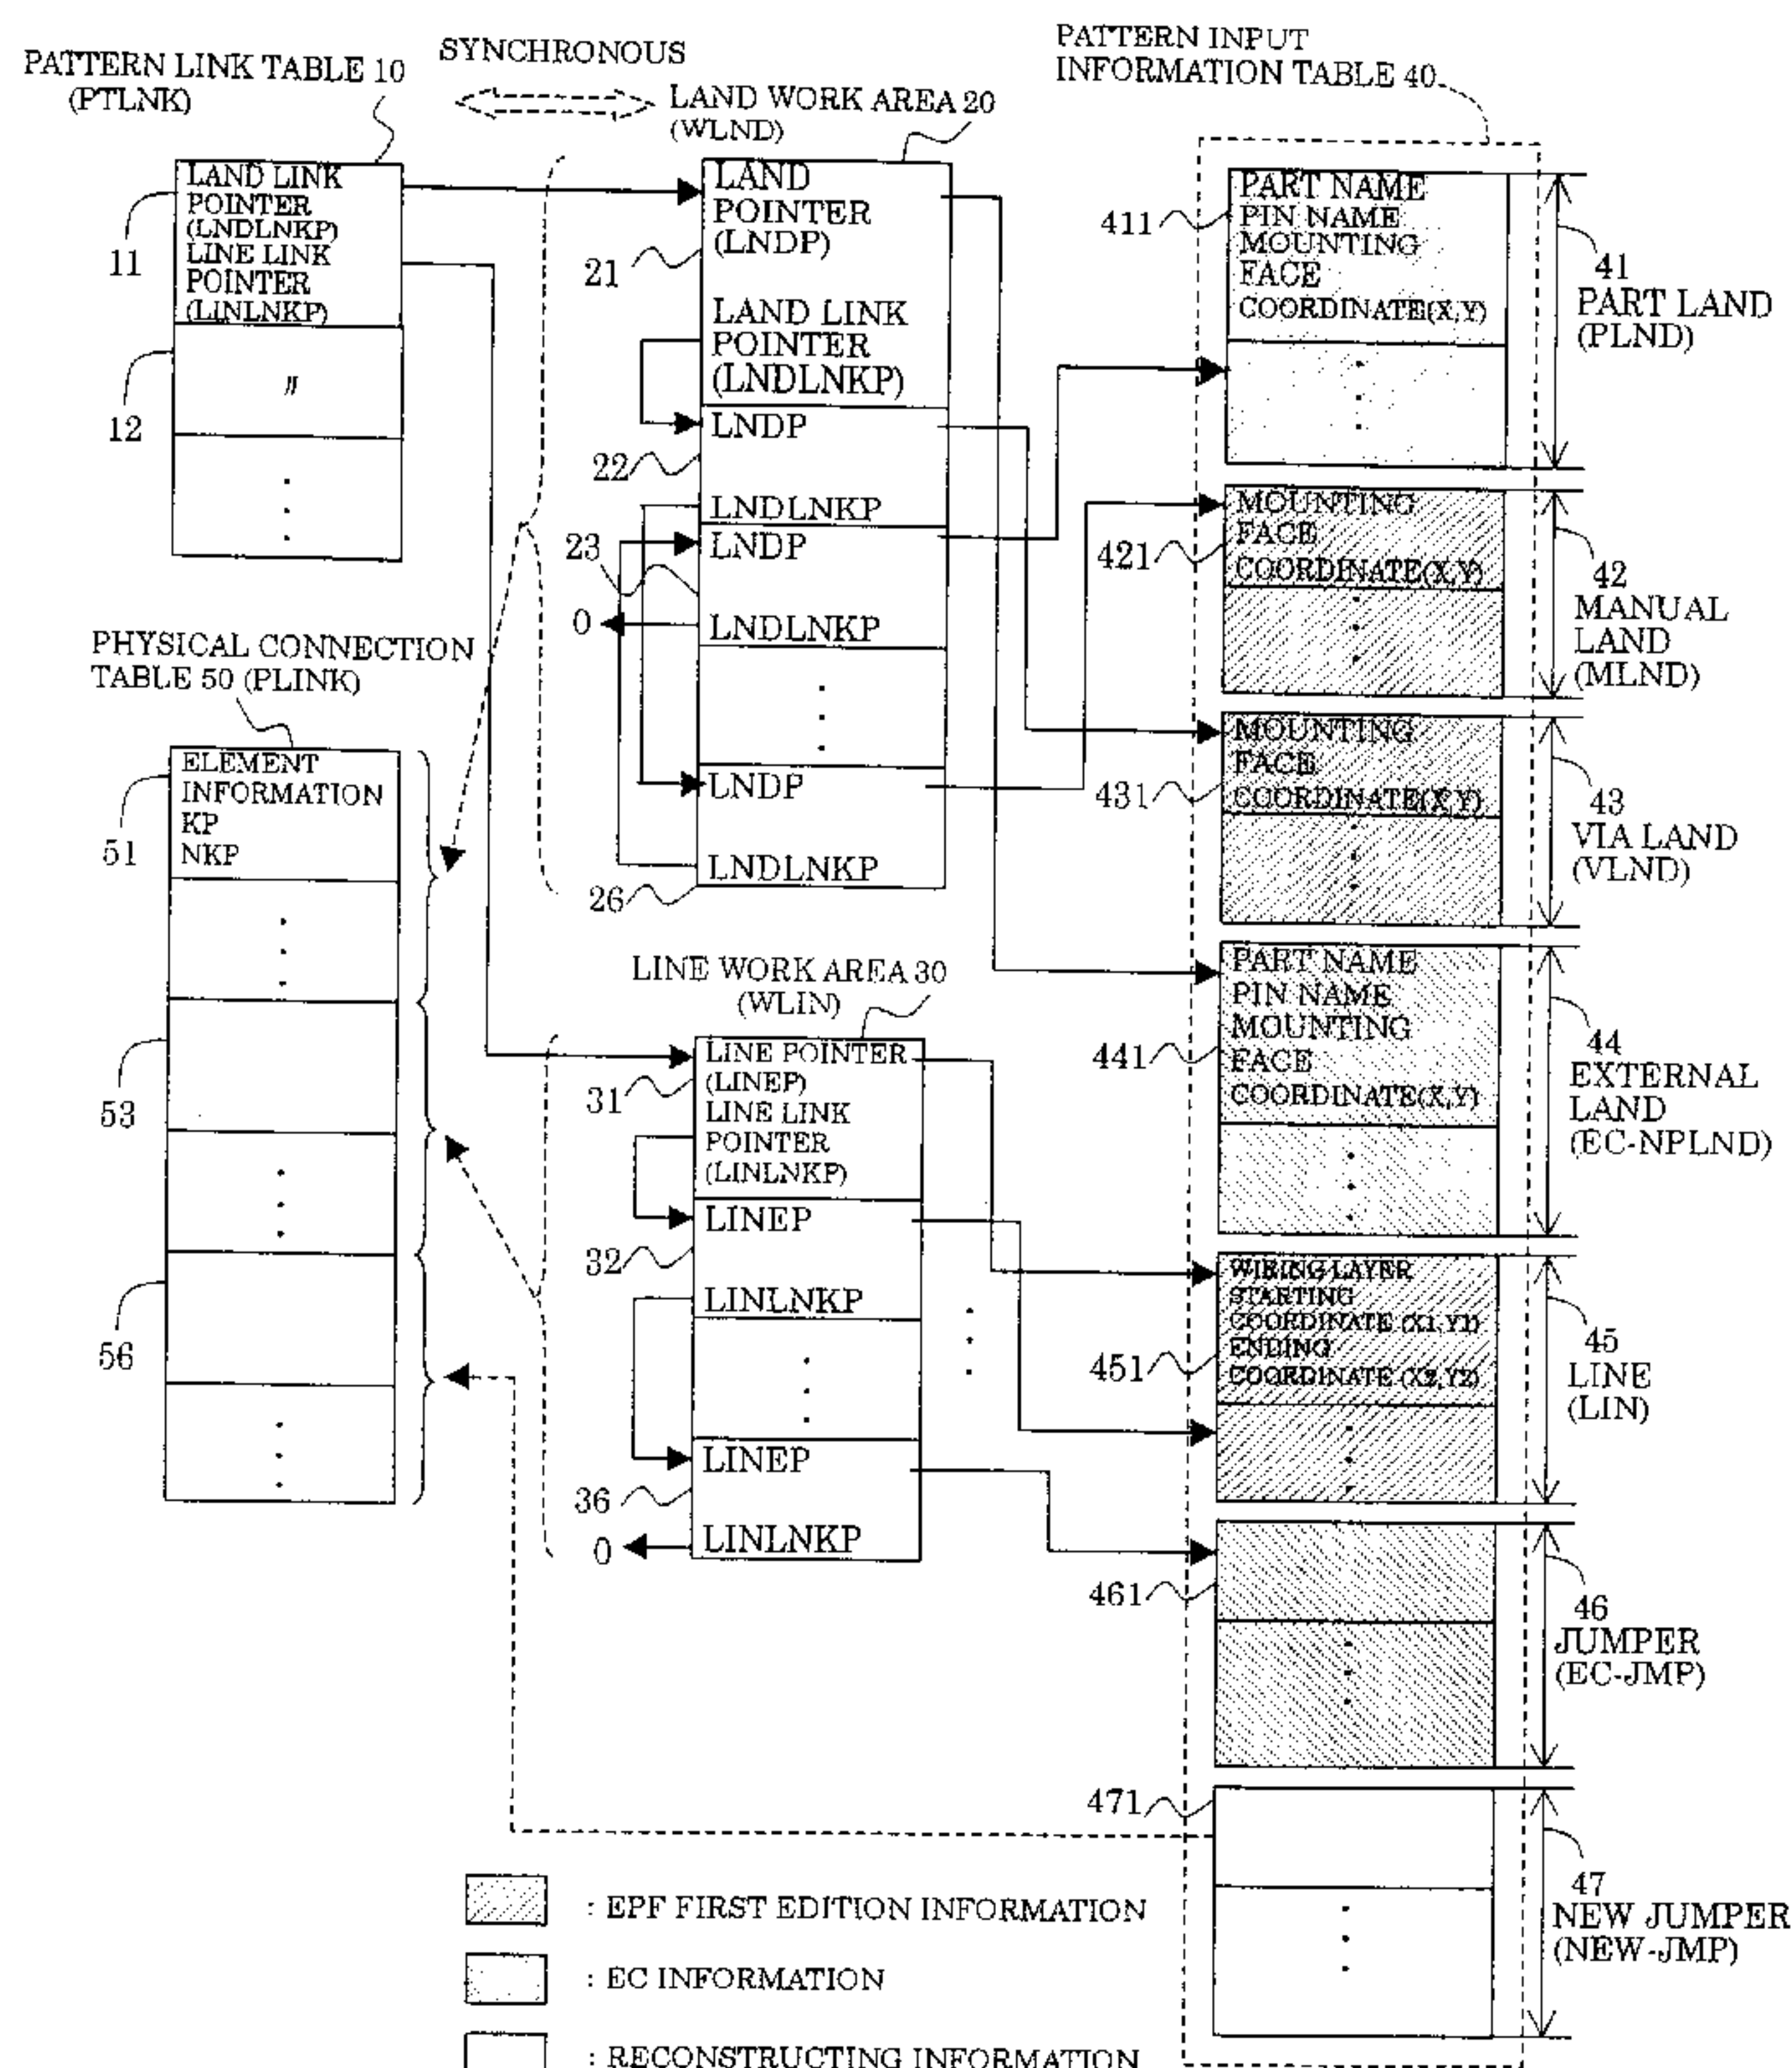 PATTERN LINK TABLE 10
(PTLNK)
SYNCHRONOUS
LAND WORK AREA 20
(WLND)
PATTERN INPUT
INFORMATION TABLE 40
LAND LINK
POINTER
(LNDLNKP)
LINE LINK
POINTER
(LINLNKP)
11
12
〃
LAND
POINTER
(LNDP)
21
LAND LINK
POINTER
(LNDLNKP)
LNDP
22
LNDLNKP
LNDP
23
0
LNDLNKP
LNDP
LNDLNKP
26
PHYSICAL CONNECTION
TABLE 50 (PLINK)
ELEMENT
INFORMATION
KP
NKP
51
53
56
LINE WORK AREA 30
(WLIN)
LINE POINTER
(LINEP)
31
LINE LINK
POINTER
(LINLNKP)
LINEP
32
LINLNKP
LINEP
36
LINLNKP
0
PART NAME
PIN NAME
MOUNTING
FACE
COORDINATE(X,Y)
411
41
PART LAND
(PLND)
MOUNTING
FACE
COORDINATE(X,Y)
421
42
MANUAL
LAND
(MLND)
MOUNTING
FACE
COORDINATE(X,Y)
431
43
VIA LAND
(VLND)
PART NAME
PIN NAME
MOUNTING
FACE
COORDINATE(X,Y)
441
44
EXTERNAL
LAND
(EC-NPLND)
WIRING LAYER
STARTING
COORDINATE (X1,Y1)
ENDING
COORDINATE (X2,Y2)
451
45
LINE
(LIN)
461
46
JUMPER
(EC-JMP)
471
47
NEW JUMPER
(NEW-JMP)
: EPF FIRST EDITION INFORMATION
: EC INFORMATION
: RECONSTRUCTING INFORMATION